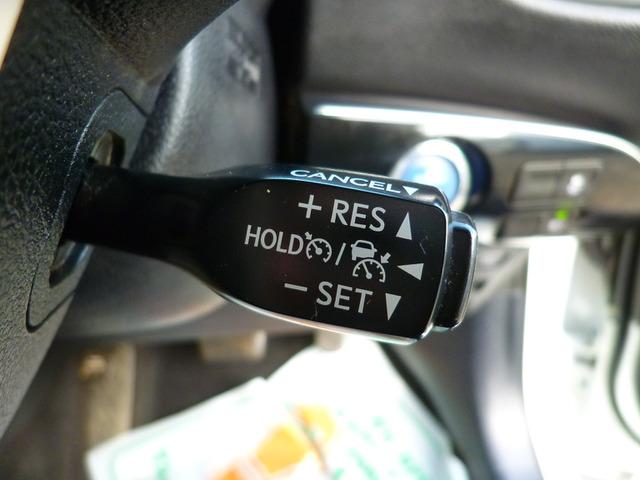 CANCEL
+ RES
HOLD /
- SET